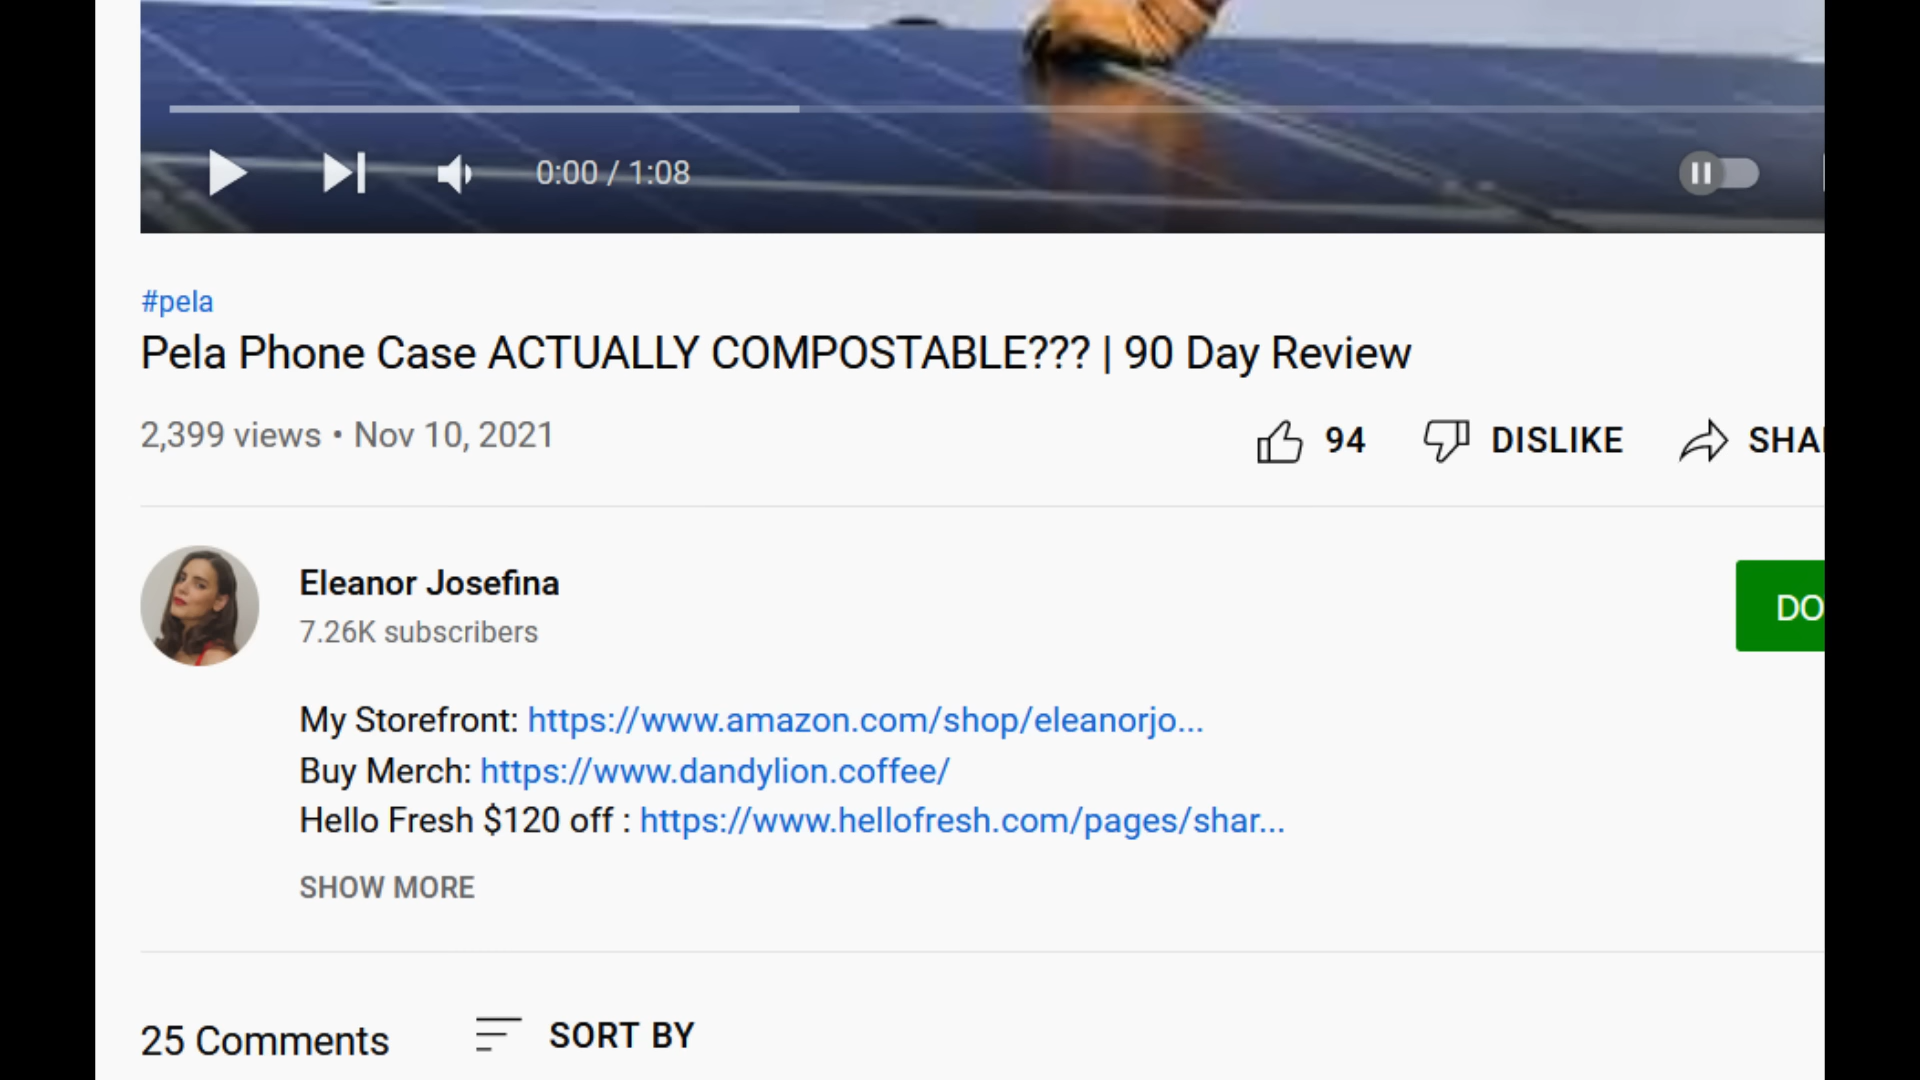 0:00 / 1:08
#pela
Pela Phone Case ACTUALLY COMPOSTABLE??? | 90 Day Review
2,399 views • Nov 10, 2021
94
DISLIKE
SHA
Eleanor Josefina
7.26K subscribers
DO
My Storefront: https://www.amazon.com/shop/eleanorjo...
Buy Merch: https://www.dandylion.coffee/
Hello Fresh $120 off : https://www.hellofresh.com/pages/shar...
SHOW MORE
25 Comments
SORT BY